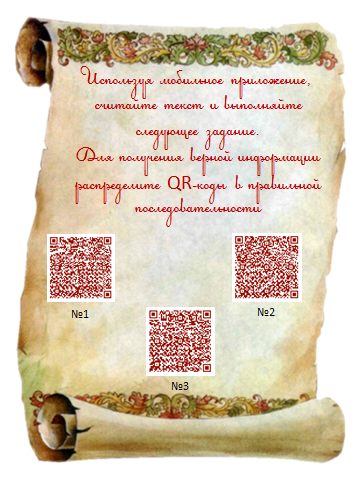 Используя мобильное приложение,
считайте текст и выполняйте
следующее задание.
Для получения верной информации
распределите QR-коды в правильной
последовательности
№1
№2
№3